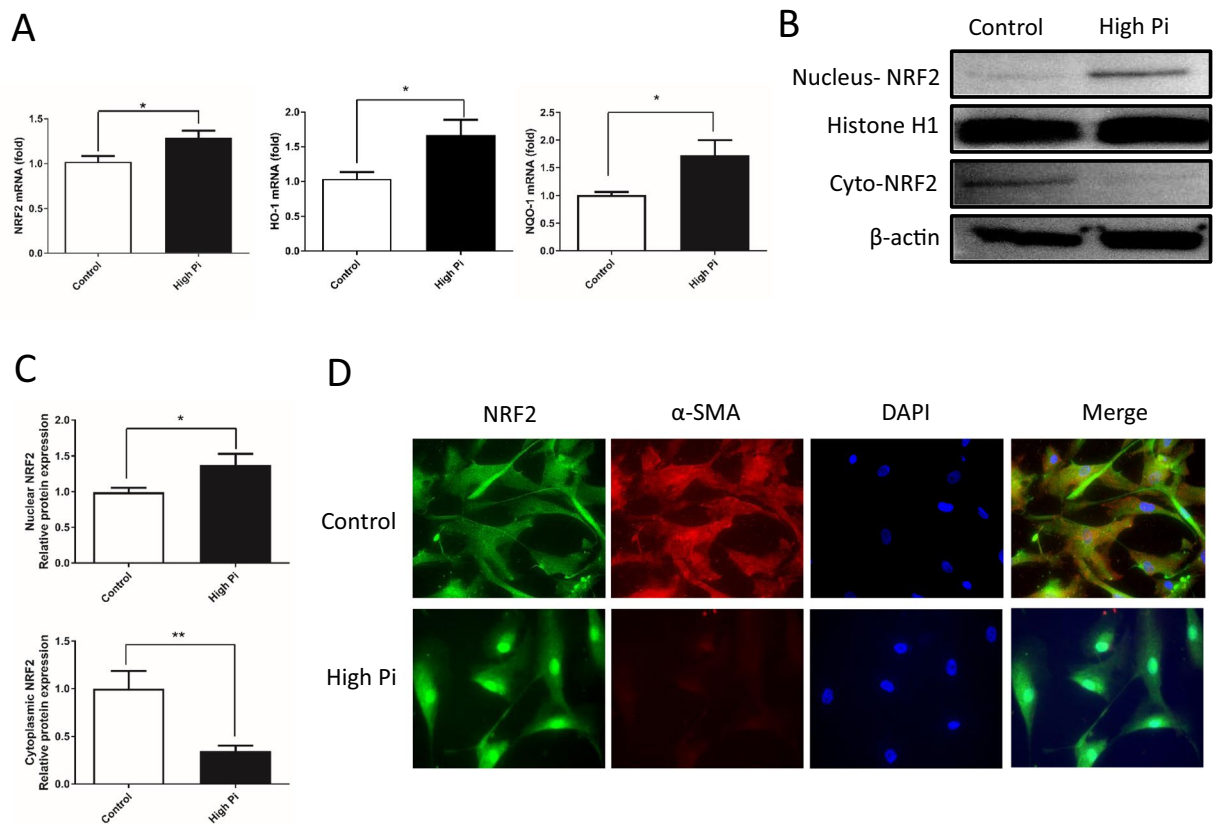 A
NRF2 mRNA (fold)
1.5
1.0
0.5
0.0
*
Control
High Pi
HO-1 mRNA (fold)
2.0
1.5
1.0
0.5
0.0
*
Control
High Pi
NQO-1 mRNA (fold)
2.5
2.0
1.5
1.0
0.5
0.0
*
Control
High Pi
B
Control High Pi
Nucleus- NRF2
Histone H1
Cyto-NRF2
β-actin
C
Nuclear NRF2
Relative protein expression
2.0
1.5
1.0
0.5
0.0
*
Control
High Pi
Cytoplasmic NRF2
Relative protein expression
1.5
1.0
0.5
0.0
**
Control
High Pi
D
NRF2 α-SMA DAPI Merge
Control
High Pi